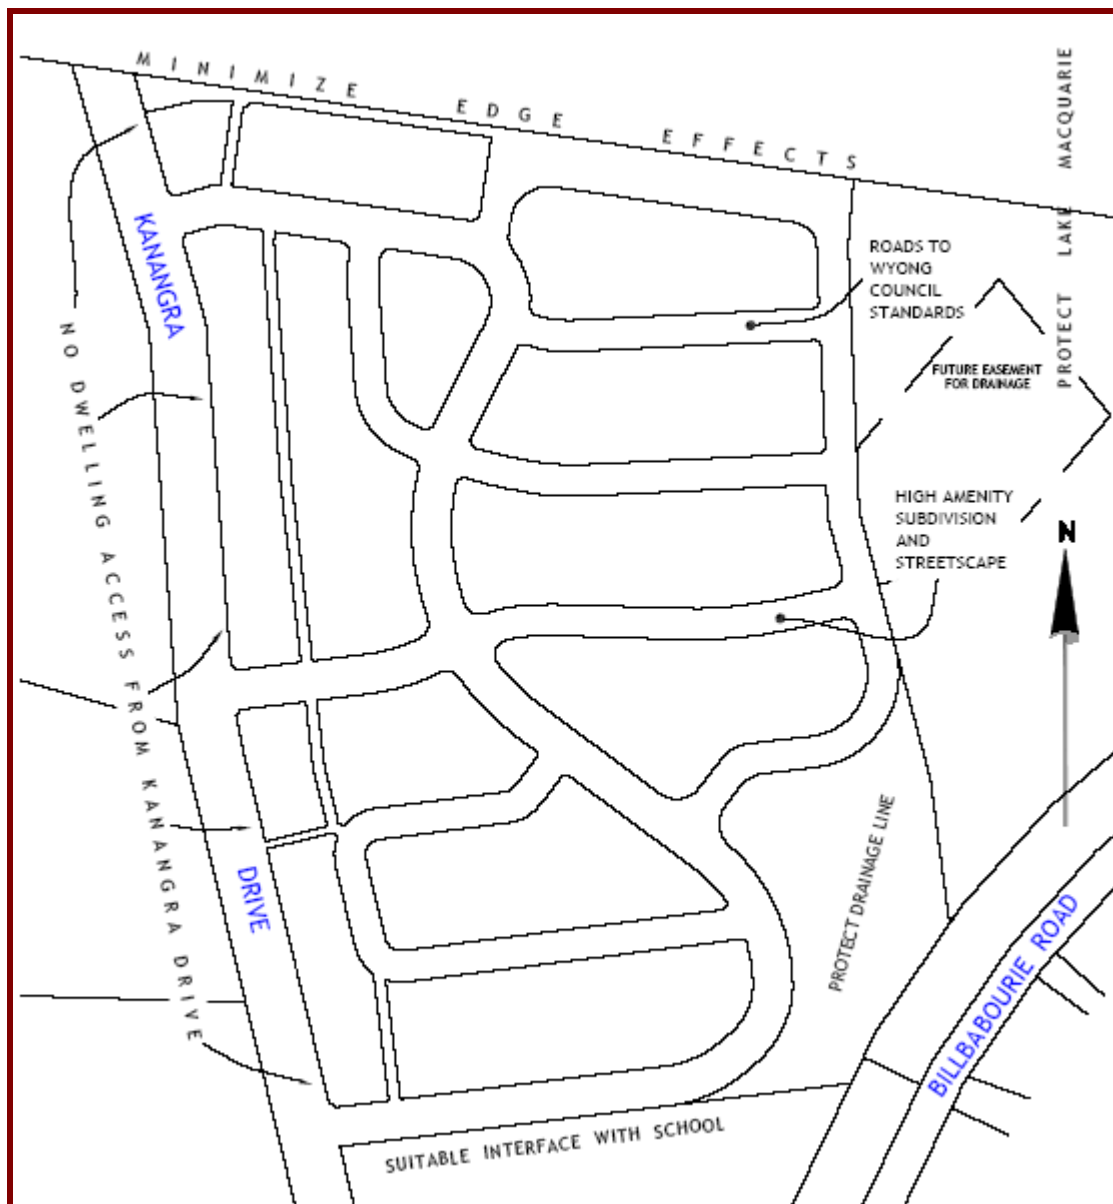 MINIMIZE EDGE EFFECTS
PROTECT LAKE MACQUARIE
KANANGRA
ROADS TO
WYONG
COUNCIL
STANDARDS
FUTURE EASEMENT
FOR DRAINAGE
NO DWELLING ACCESS FROM KANANGRA DRIVE
HIGH AMENITY
SUBDIVISION
AND
STREETSCAPE
N
DRIVE
PROTECT DRAINAGE LINE
BILLBABOURIE ROAD
SUITABLE INTERFACE WITH SCHOOL